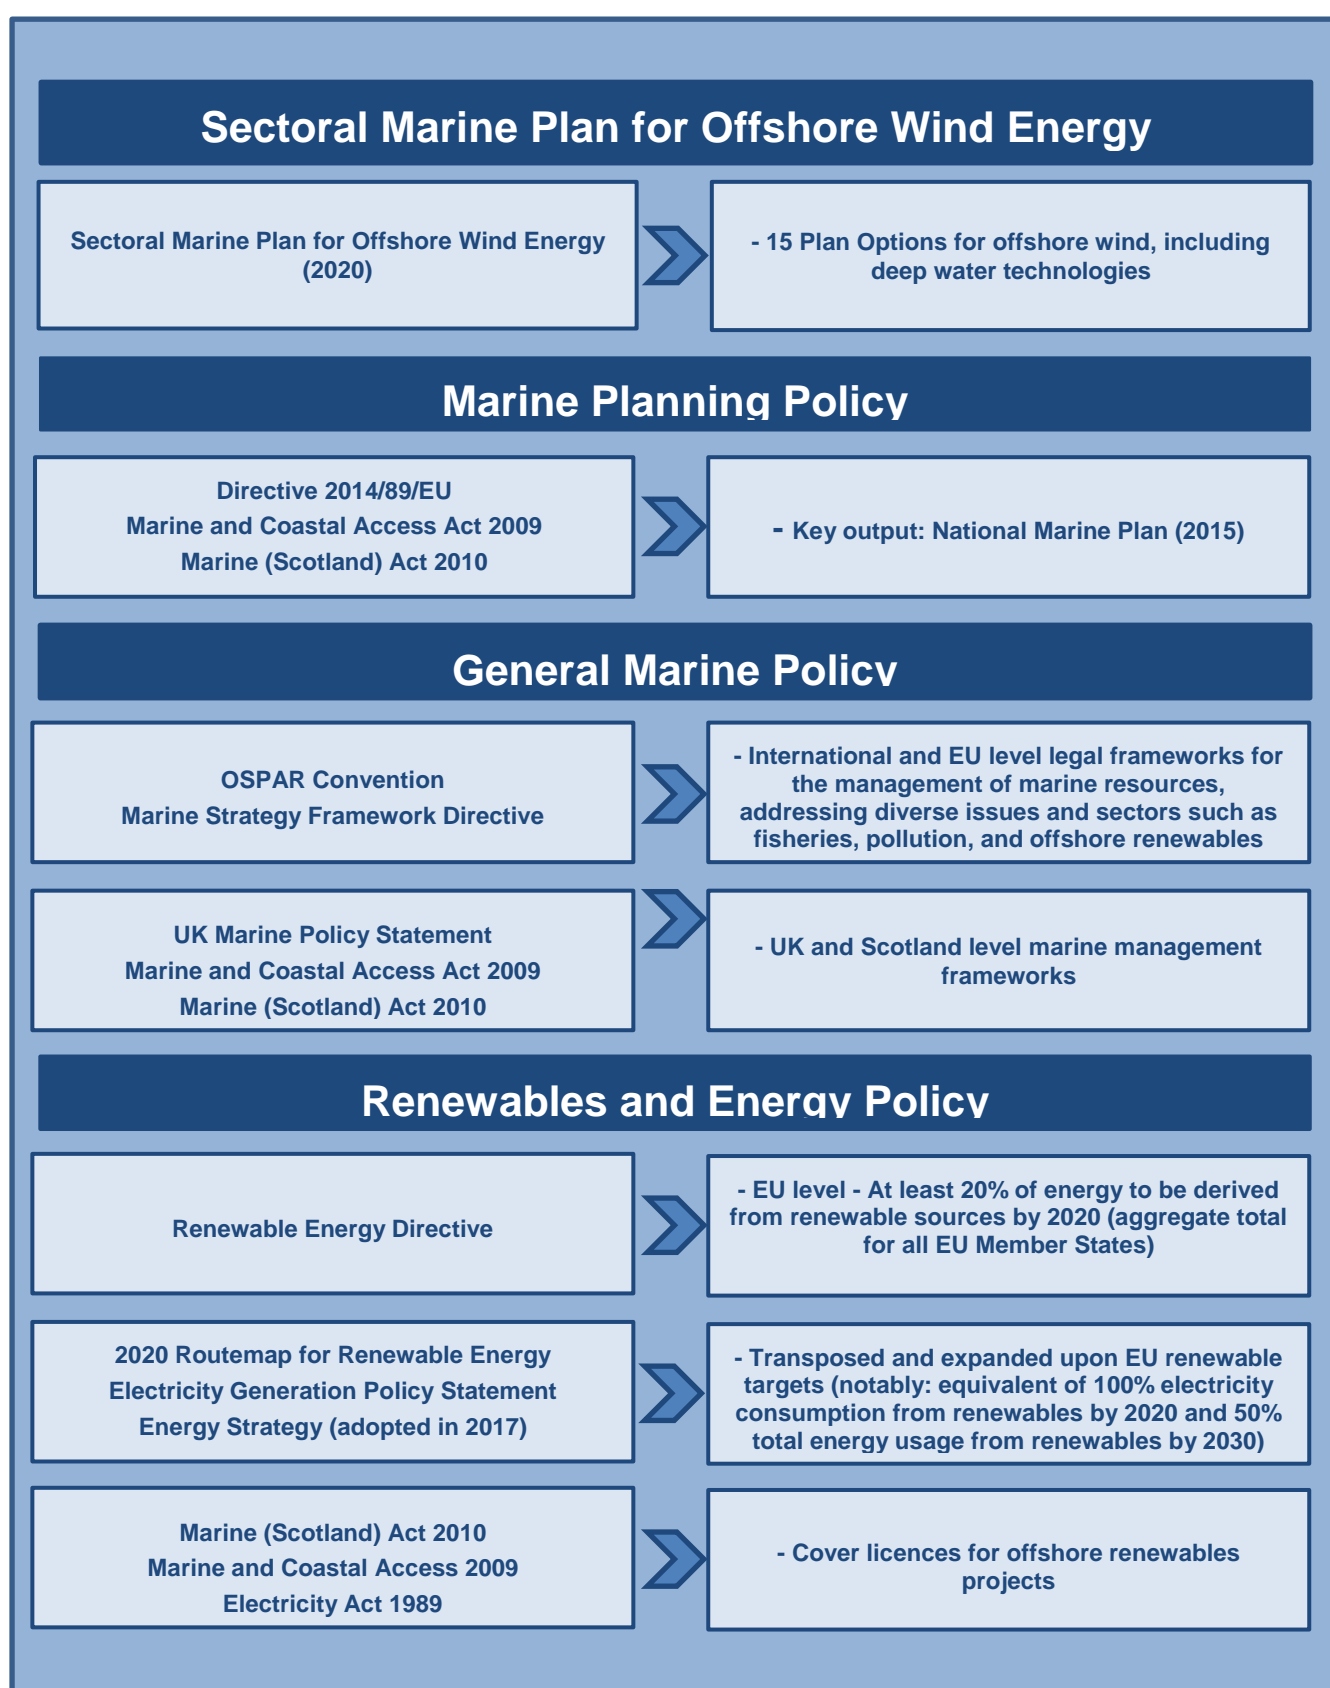 Sectoral Marine Plan for Offshore Wind Energy
Sectoral Marine Plan for Offshore Wind Energy
(2020)
- 15 Plan Options for offshore wind, including
deep water technologies
Marine Planning Policy
Directive 2014/89/EU
Marine and Coastal Access Act 2009
Marine (Scotland) Act 2010
- Key output: National Marine Plan (2015)
General Marine Policy
OSPAR Convention
Marine Strategy Framework Directive
- International and EU level legal frameworks for
the management of marine resources,
addressing diverse issues and sectors such as
fisheries, pollution, and offshore renewables
UK Marine Policy Statement
Marine and Coastal Access Act 2009
Marine (Scotland) Act 2010
- UK and Scotland level marine management
frameworks
Renewables and Energy Policy
Renewable Energy Directive
- EU level - At least 20% of energy to be derived
from renewable sources by 2020 (aggregate total
for all EU Member States)
2020 Routemap for Renewable Energy
Electricity Generation Policy Statement
Energy Strategy (adopted in 2017)
- Transposed and expanded upon EU renewable
targets (notably: equivalent of 100% electricity
consumption from renewables by 2020 and 50%
total energy usage from renewables by 2030)
Marine (Scotland) Act 2010
Marine and Coastal Access 2009
Electricity Act 1989
- Cover licences for offshore renewables
projects